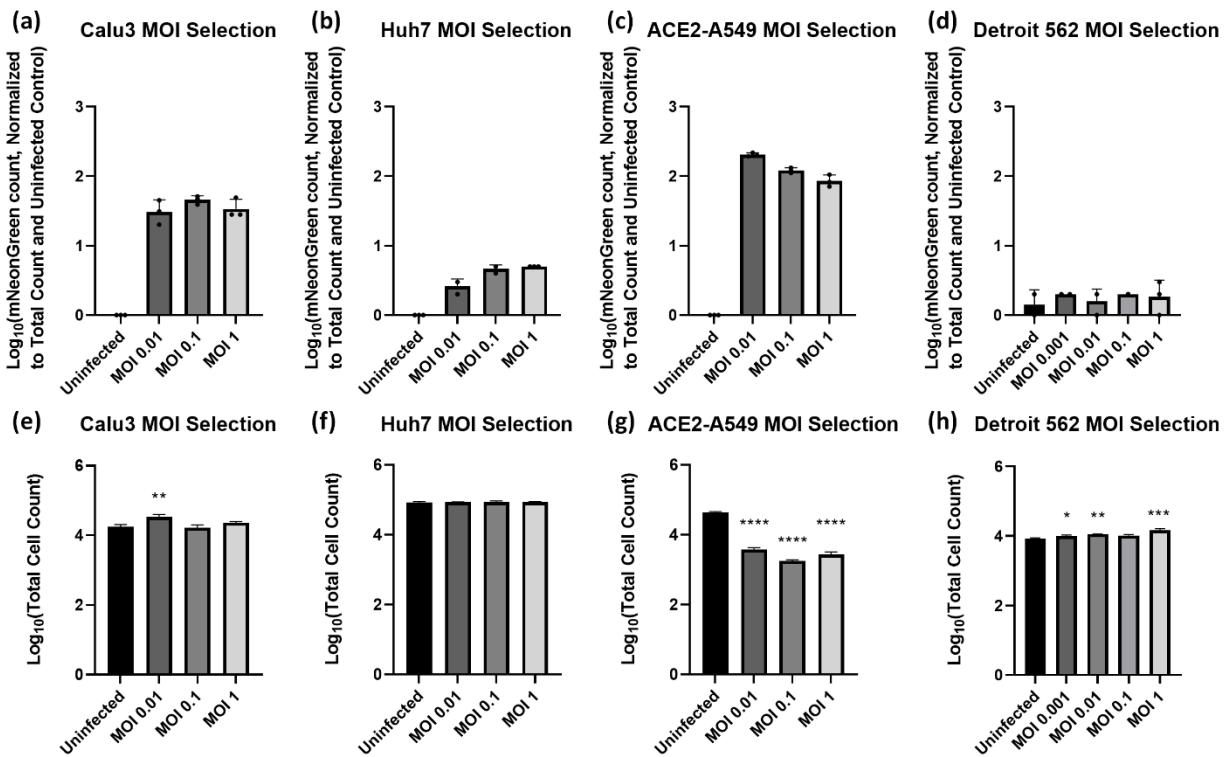 (a) Calu3 MOI Selection
Log10(mNeonGreen count, Normalized
to Total Count and Uninfected Control)
3
2
1
0
Uninfected
MOI 0.01
MOI 0.1
MOI 1
(b) Huh7 MOI Selection
Log10(mNeonGreen count, Normalized
to Total Count and Uninfected Control)
3
2
1
0
Uninfected
MOI 0.01
MOI 0.1
MOI 1
(c) ACE2-A549 MOI Selection
Log10(mNeonGreen count, Normalized
to Total Count and Uninfected Control)
3
2
1
0
Uninfected
MOI 0.01
MOI 0.1
MOI 1
(d) Detroit 562 MOI Selection
Log10(mNeonGreen count, Normalized
to Total Count and Uninfected Control)
3
2
1
0
Uninfected
MOI 0.001
MOI 0.01
MOI 0.1
MOI 1
(e) Calu3 MOI Selection
Log10(Total Cell Count)
6
4
2
0
**
Uninfected
MOI 0.01
MOI 0.1
MOI 1
(f) Huh7 MOI Selection
Log10(Total Cell Count)
6
4
2
0
Uninfected
MOI 0.01
MOI 0.1
MOI 1
(g) ACE2-A549 MOI Selection
Log10(Total Cell Count)
6
4
2
0
****
****
****
Uninfected
MOI 0.01
MOI 0.1
MOI 1
(h) Detroit 562 MOI Selection
Log10(Total Cell Count)
6
4
2
0
*
**
***
Uninfected
MOI 0.001
MOI 0.01
MOI 0.1
MOI 1